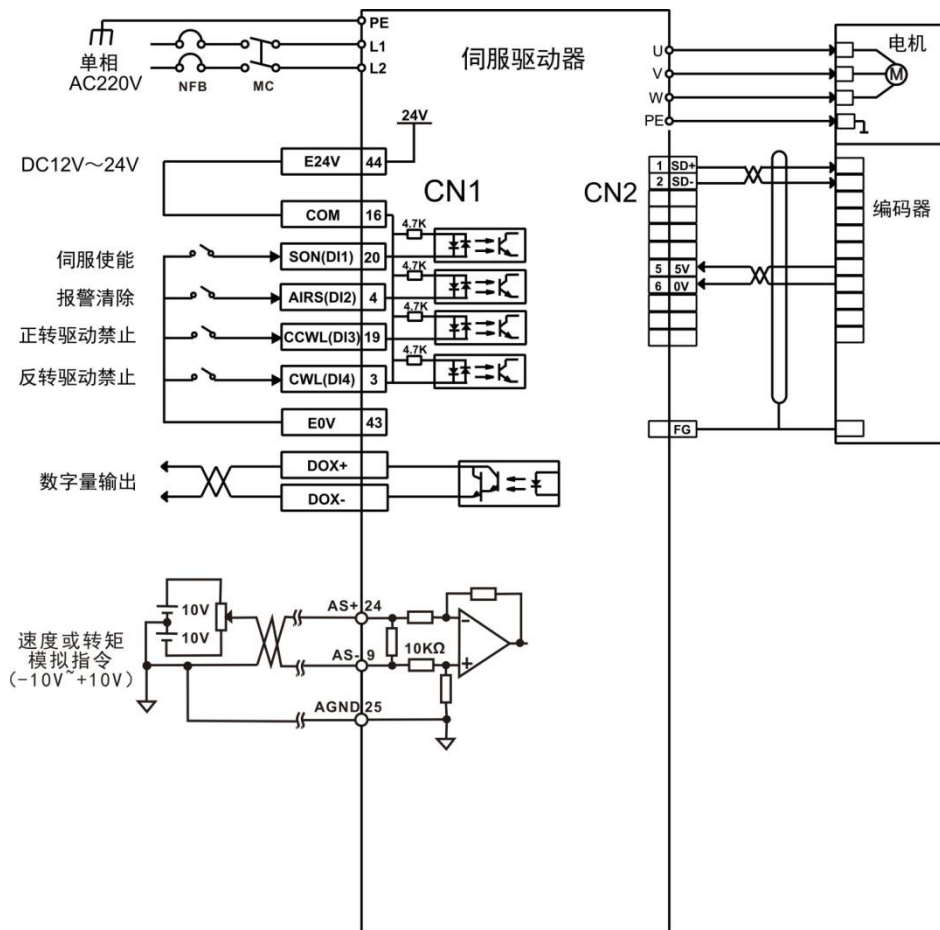 PE
单相
AC220V
NFB
MC
L1
L2
伺服驱动器
U
V
W
PE
电机
M
24V
DC12V～24V
E24V 44
COM 16
CN1
伺服使能
SON(DI1) 20
4.7K
报警清除
AIRS(DI2) 4
4.7K
正转驱动禁止
CCWL(DI3) 19
4.7K
反转驱动禁止
CWL(DI4) 3
4.7K
E0V 43
CN2
1 SD+
2 SD-
5 5V
6 0V
FG
编码器
数字量输出
DOX+
DOX-
速度或转矩
模拟指令
(-10V~+10V)
10V
10V
AS+ 24
AS- 9
AGND 25
10KΩ
-
+